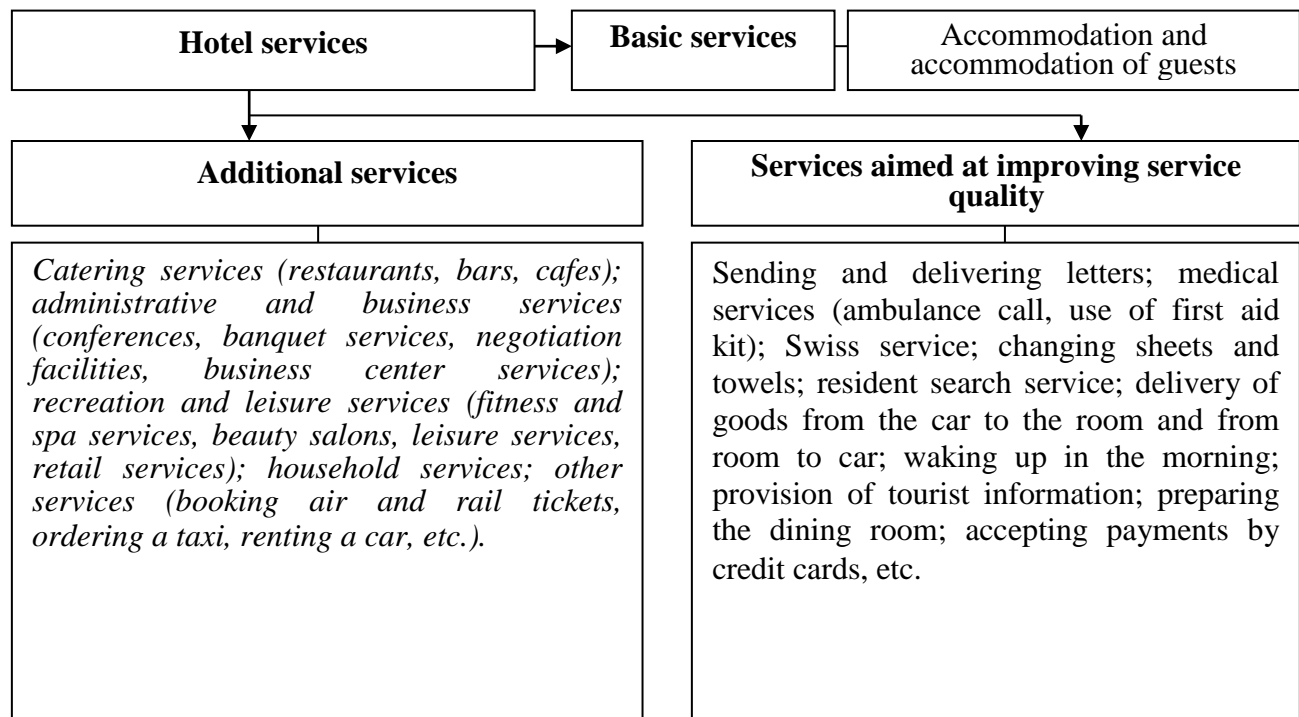 Hotel services
Basic services
Accommodation and
accommodation of guests
Additional services
Services aimed at improving service
quality
Catering services (restaurants, bars, cafes);
administrative and business services
(conferences, banquet services, negotiation
facilities, business center services);
recreation and leisure services (fitness and
spa services, beauty salons, leisure services,
retail services); household services; other
services (booking air and rail tickets,
ordering a taxi, renting a car, etc.).
Sending and delivering letters; medical
services (ambulance call, use of first aid
kit); Swiss service; changing sheets and
towels; resident search service; delivery of
goods from the car to the room and from
room to car; waking up in the morning;
provision of tourist information; preparing
the dining room; accepting payments by
credit cards, etc.